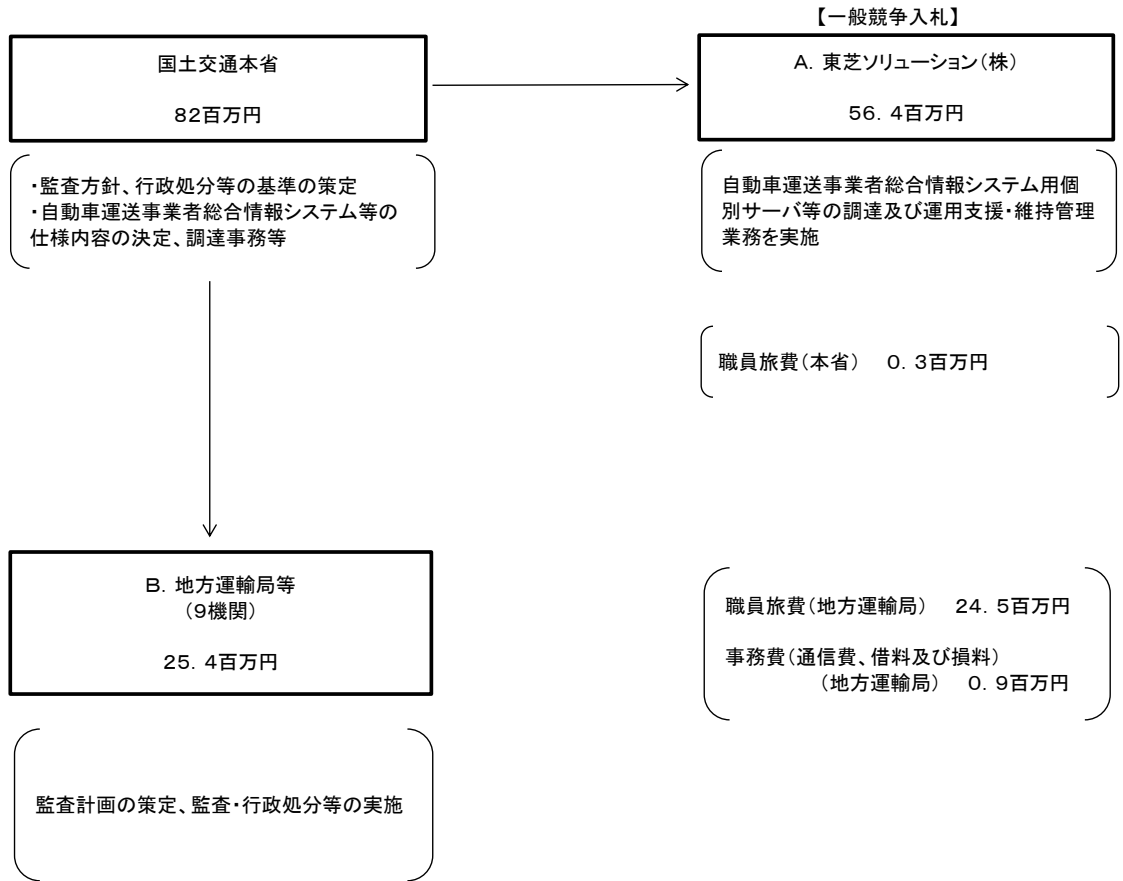 国土交通本省
82百万円
・監査方針、行政処分等の基準の策定
・自動車運送事業者総合情報システム等の
仕様内容の決定、調達事務等
【一般競争入札】
A. 東芝ソリューション(株)
56. 4百万円
自動車運送事業者総合情報システム用個
別サーバ等の調達及び運用支援・維持管理
業務を実施
職員旅費(本省) 0. 3百万円
B. 地方運輸局等
(9機関)
25. 4百万円
職員旅費(地方運輸局) 24. 5百万円
事務費(通信費、借料及び損料)
(地方運輸局) 0. 9百万円
監査計画の策定、監査・行政処分等の実施